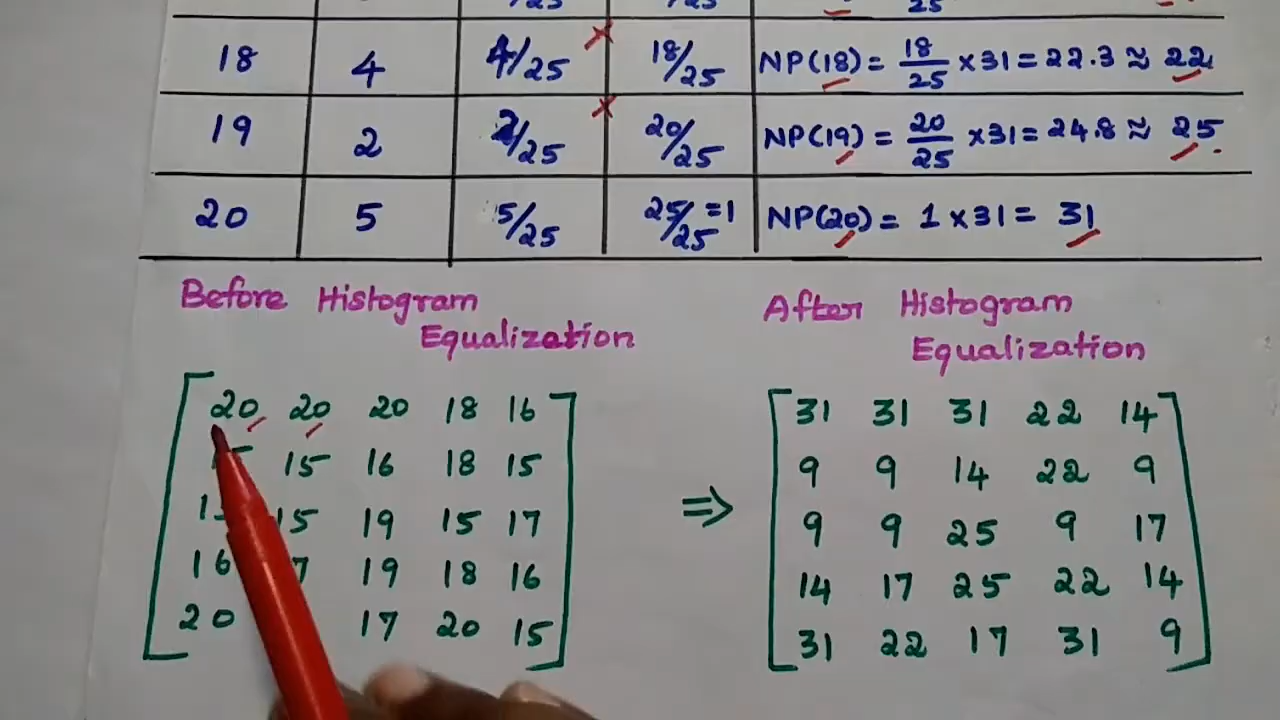 25
18 4 4/25 18/25 NP(18) = 18/25 × 31 = 22.3 ≈ 22
19 2 2/25 20/25 NP(19) = 20/25 × 31 = 24.8 ≈ 25.
20 5 5/25 25/25 = 1 NP(20) = 1 × 31 = 31
Before Histogram
Equalization
After Histogram
Equalization
20 20 20 18 16
15 16 18 15
15 19 15 17
16 19 18 16
20 17 20 15
⇒
31 31 31 22 14
9 9 14 22 9
9 9 25 9 17
14 17 25 22 14
31 22 17 31 9